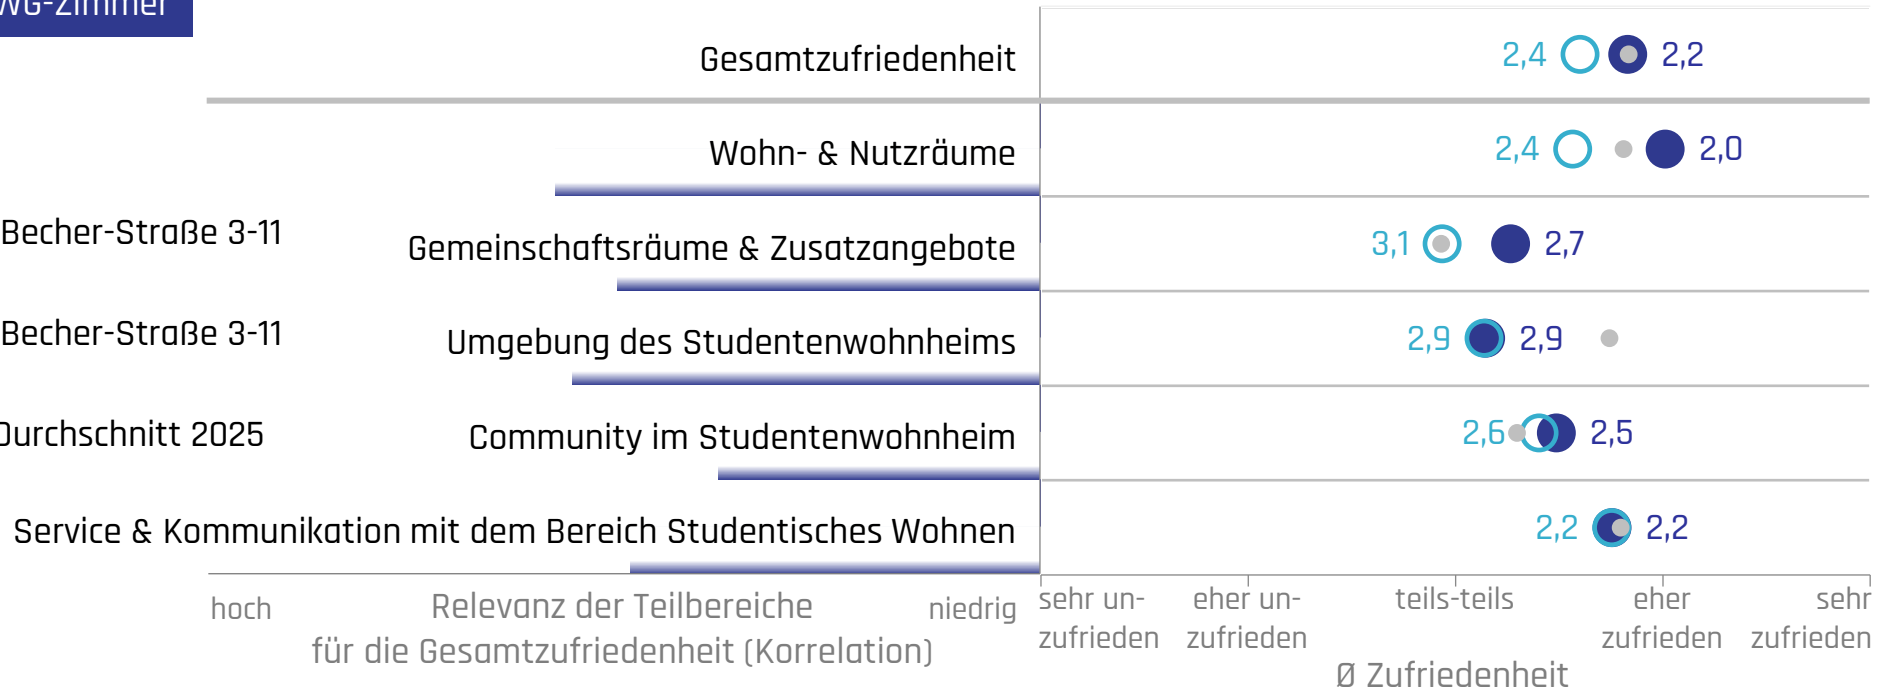 WG-Zimmer
Gesamtzufriedenheit
2,4
2,2
Wohn- & Nutzräume
2,4
2,0
Becher-Straße 3-11
Gemeinschaftsräume & Zusatzangebote
3,1
2,7
Becher-Straße 3-11
Umgebung des Studentenwohnheims
2,9
2,9
Durchschnitt 2025
Community im Studentenwohnheim
2,6
2,5
Service & Kommunikation mit dem Bereich Studentisches Wohnen
2,2
2,2
hoch
Relevanz der Teilbereiche
für die Gesamtzufriedenheit (Korrelation)
niedrig
sehr un-
zufrieden
eher un-
zufrieden
teils-teils
eher
zufrieden
sehr
zufrieden
Ø Zufriedenheit